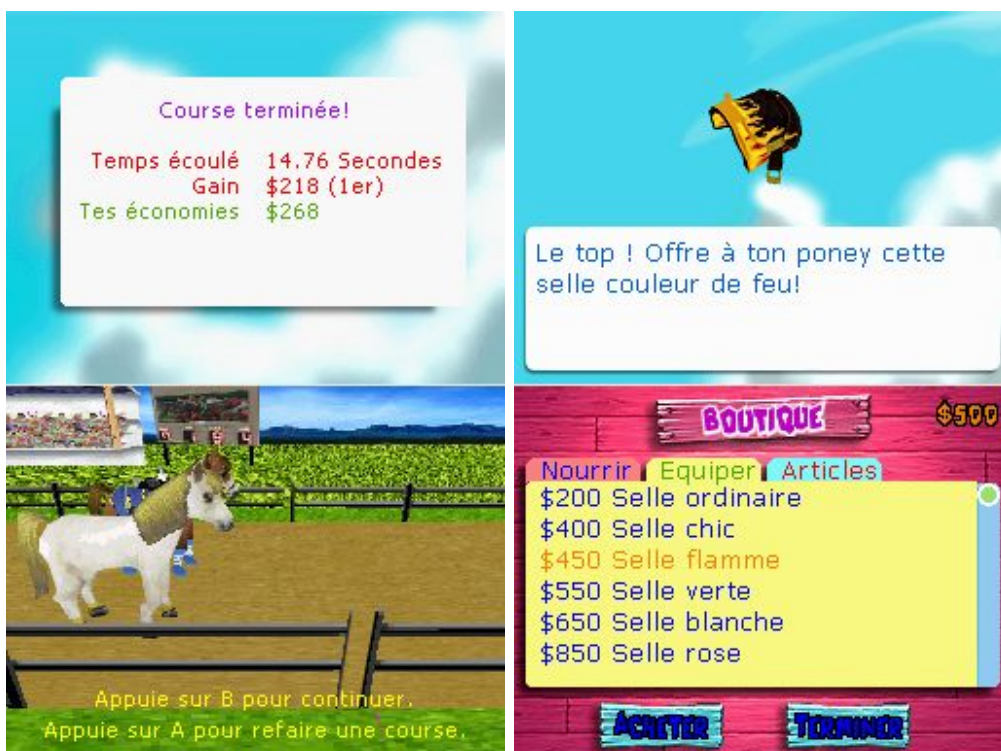 Course terminée!
Temps écoulé 14.76 Secondes
Gain $218 (1er)
Tes économies $268
Appuie sur B pour continuer.
Appuie sur A pour refaire une course.
Le top ! Offre à ton poney cette
selle couleur de feu!
BOUTIQUE $500
Nourrir Equiper Articles
$200 Selle ordinaire
$400 Selle chic
$450 Selle flamme
$550 Selle verte
$650 Selle blanche
$850 Selle rose
ACHETER TERMINER